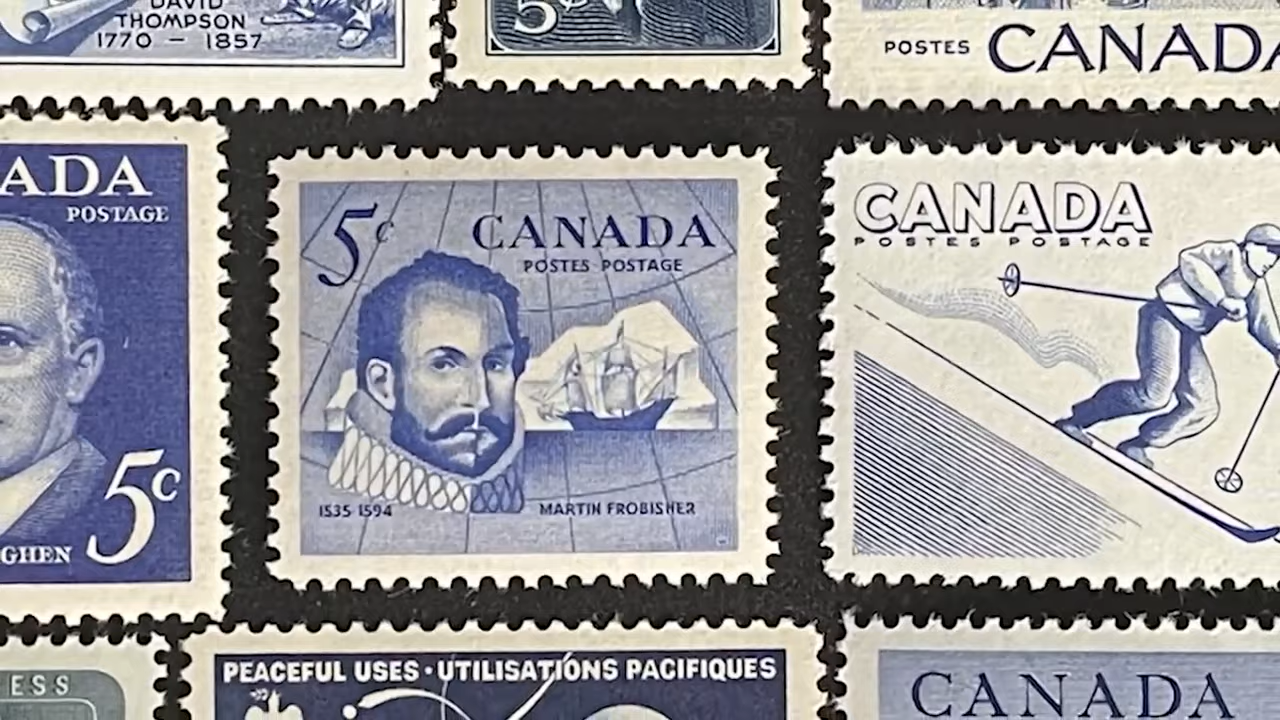 DAVID
THOMPSON
1770 – 1857
5¢
POSTES CANADA
ADA
POSTAGE
5c
GHEN
5c
CANADA
POSTES · POSTAGE
1535-1594
MARTIN FROBISHER
CANADA
POSTES POSTAGE
ESS
PEACEFUL USES · UTILISATIONS PACIFIQUES
CANADA